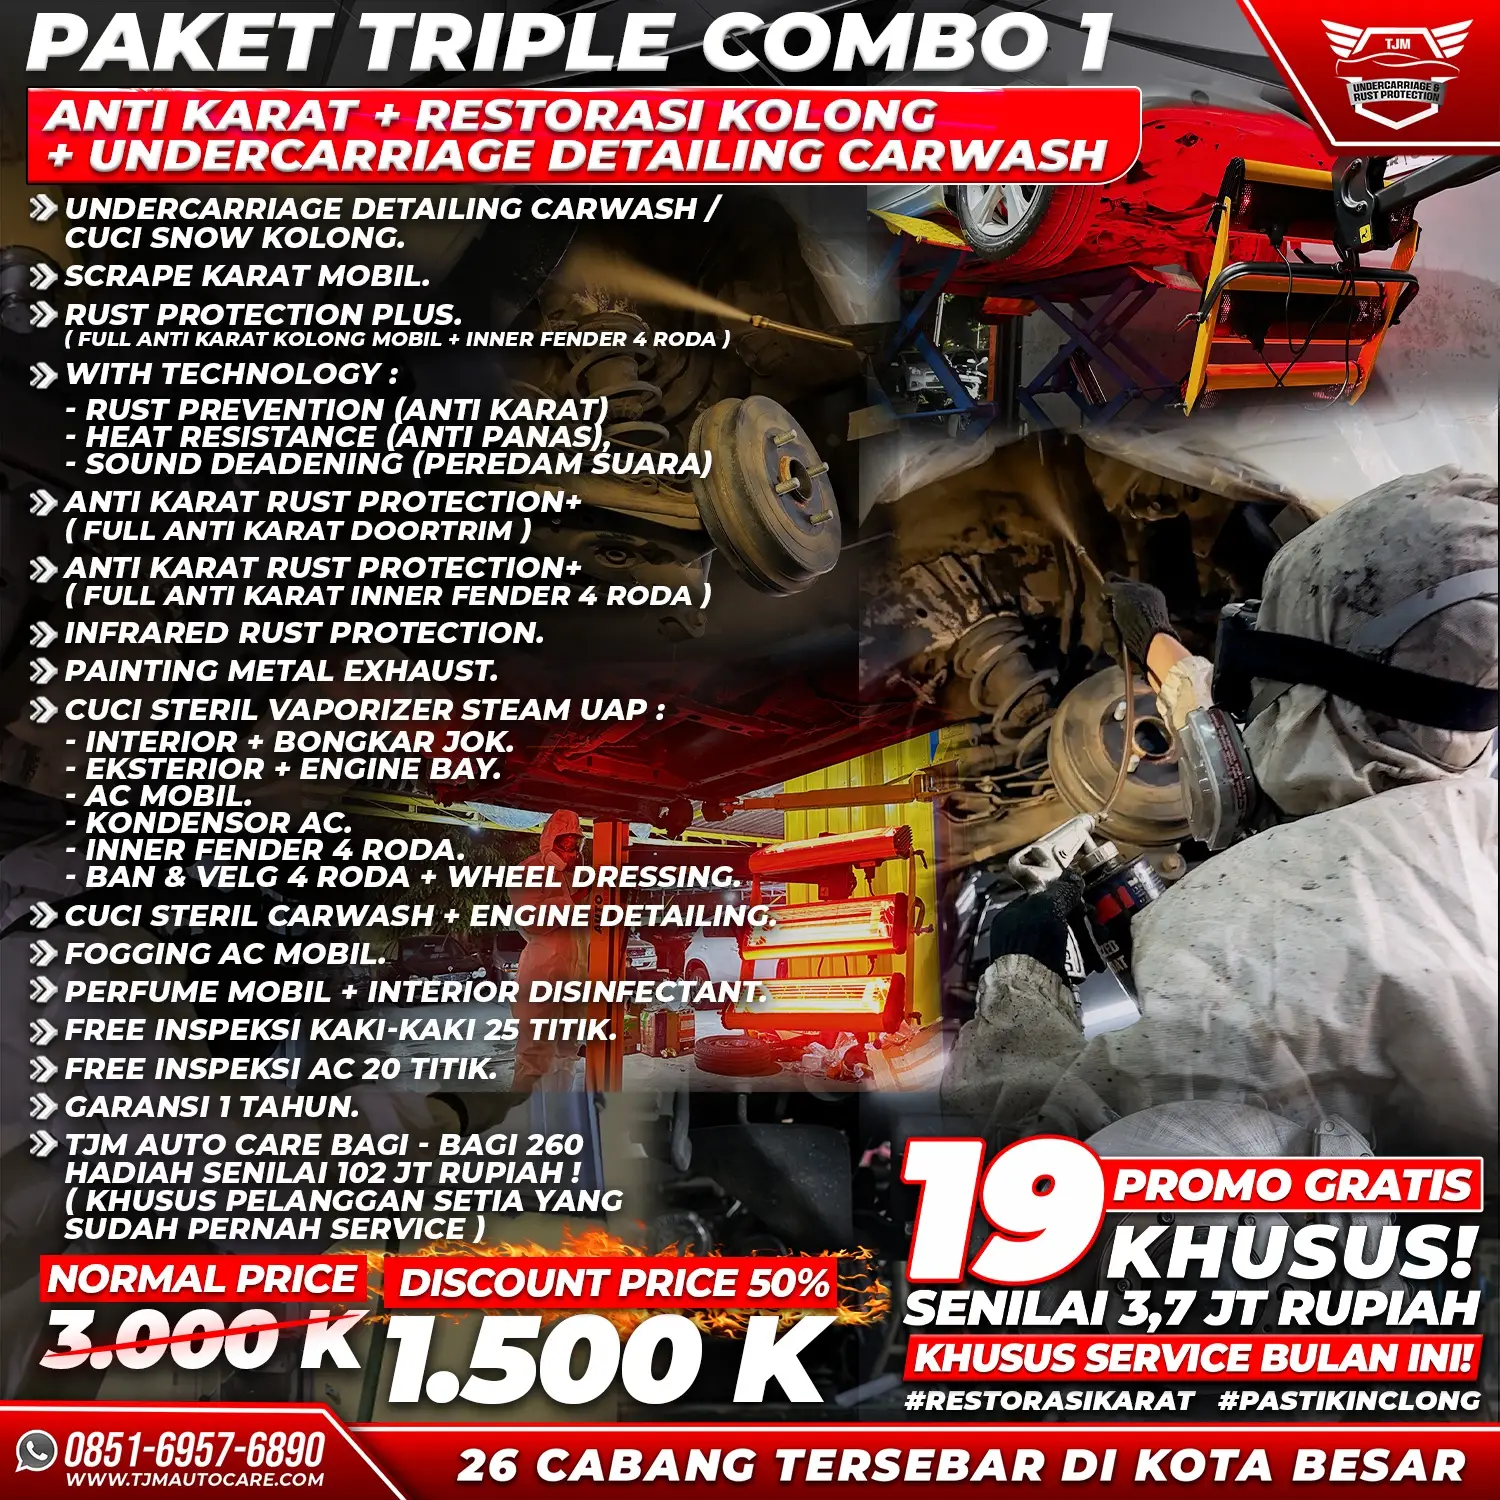 PAKET TRIPLE COMBO 1
TJM
UNDERCARRIAGE &
RUST PROTECTION
ANTI KARAT + RESTORASI KOLONG
+ UNDERCARRIAGE DETAILING CARWASH
UNDERCARRIAGE DETAILING CARWASH /
CUCI SNOW KOLONG.
SCRAPE KARAT MOBIL.
RUST PROTECTION PLUS.
( FULL ANTI KARAT KOLONG MOBIL + INNER FENDER 4 RODA )
WITH TECHNOLOGY :
- RUST PREVENTION (ANTI KARAT)
- HEAT RESISTANCE (ANTI PANAS),
- SOUND DEADENING (PEREDAM SUARA)
ANTI KARAT RUST PROTECTION+
( FULL ANTI KARAT DOORTRIM )
ANTI KARAT RUST PROTECTION+
( FULL ANTI KARAT INNER FENDER 4 RODA )
INFRARED RUST PROTECTION.
PAINTING METAL EXHAUST.
CUCI STERIL VAPORIZER STEAM UAP :
- INTERIOR + BONGKAR JOK.
- EKSTERIOR + ENGINE BAY.
- AC MOBIL.
- KONDENSOR AC.
- INNER FENDER 4 RODA.
- BAN & VELG 4 RODA + WHEEL DRESSING.
CUCI STERIL CARWASH + ENGINE DETAILING.
FOGGING AC MOBIL.
PERFUME MOBIL + INTERIOR DISINFECTANT.
FREE INSPEKSI KAKI-KAKI 25 TITIK.
FREE INSPEKSI AC 20 TITIK.
GARANSI 1 TAHUN.
TJM AUTO CARE BAGI - BAGI 260
HADIAH SENILAI 102 JT RUPIAH !
( KHUSUS PELANGGAN SETIA YANG
SUDAH PERNAH SERVICE )
NORMAL PRICE
3.000 K
DISCOUNT PRICE 50%
1.500 K
19 PROMO GRATIS
KHUSUS!
SENILAI 3,7 JT RUPIAH
KHUSUS SERVICE BULAN INI!
#RESTORASIKARAT #PASTIKINCLONG
0851-6957-6890
WWW.TJMAUTOCARE.COM
26 CABANG TERSEBAR DI KOTA BESAR